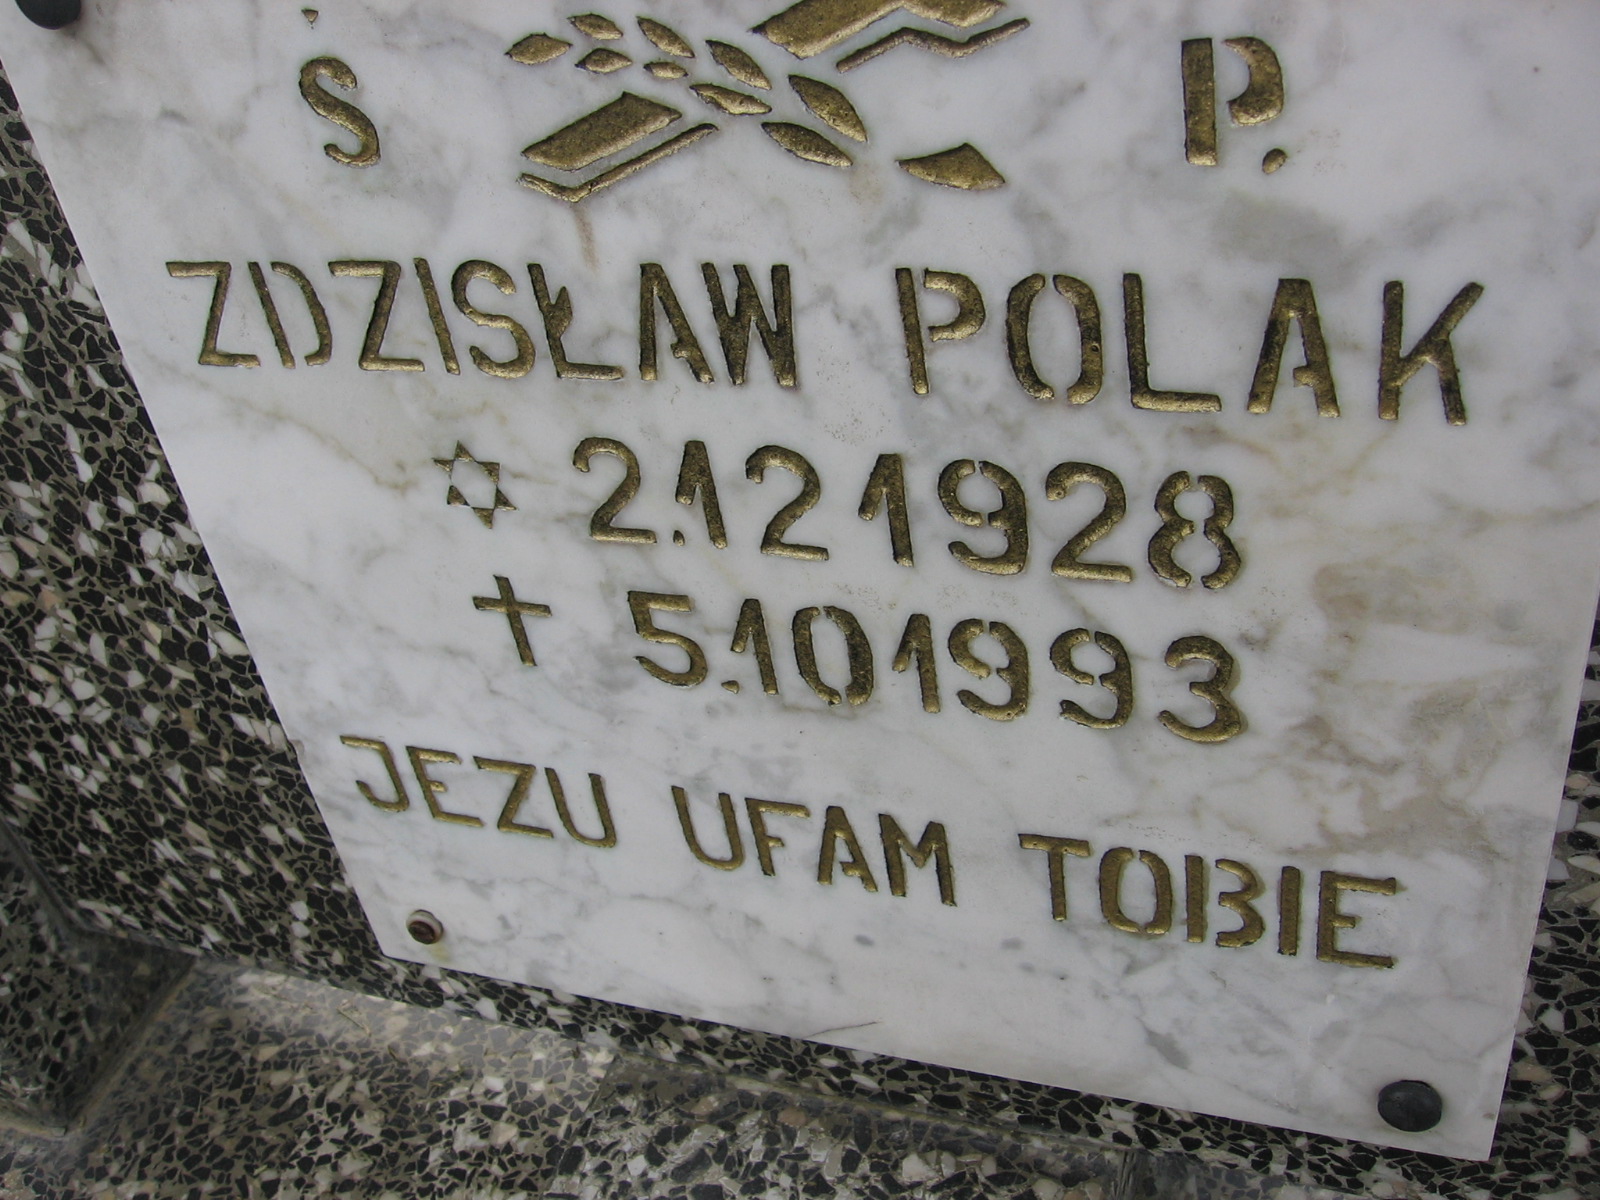 Ś P.
ZDZISŁAW POLAK
2.12 1928
5.10 1993
JEZU UFAM TOBIE